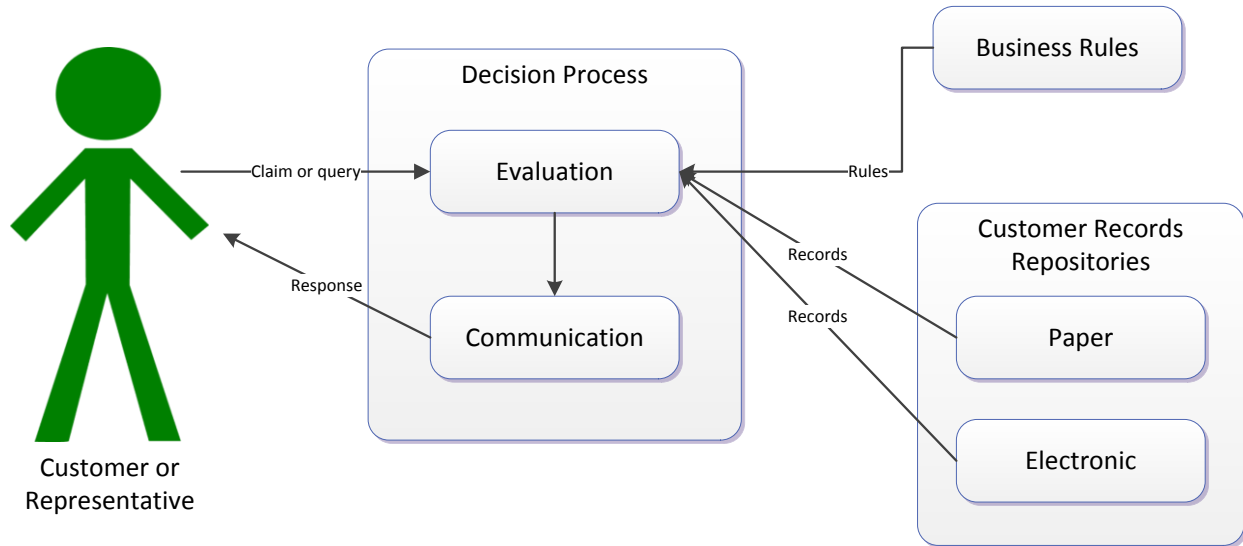 Business Rules
Decision Process
Evaluation
Claim or query
Rules
Customer Records
Repositories
Records
Response
Records
Communication
Paper
Electronic
Customer or
Representative